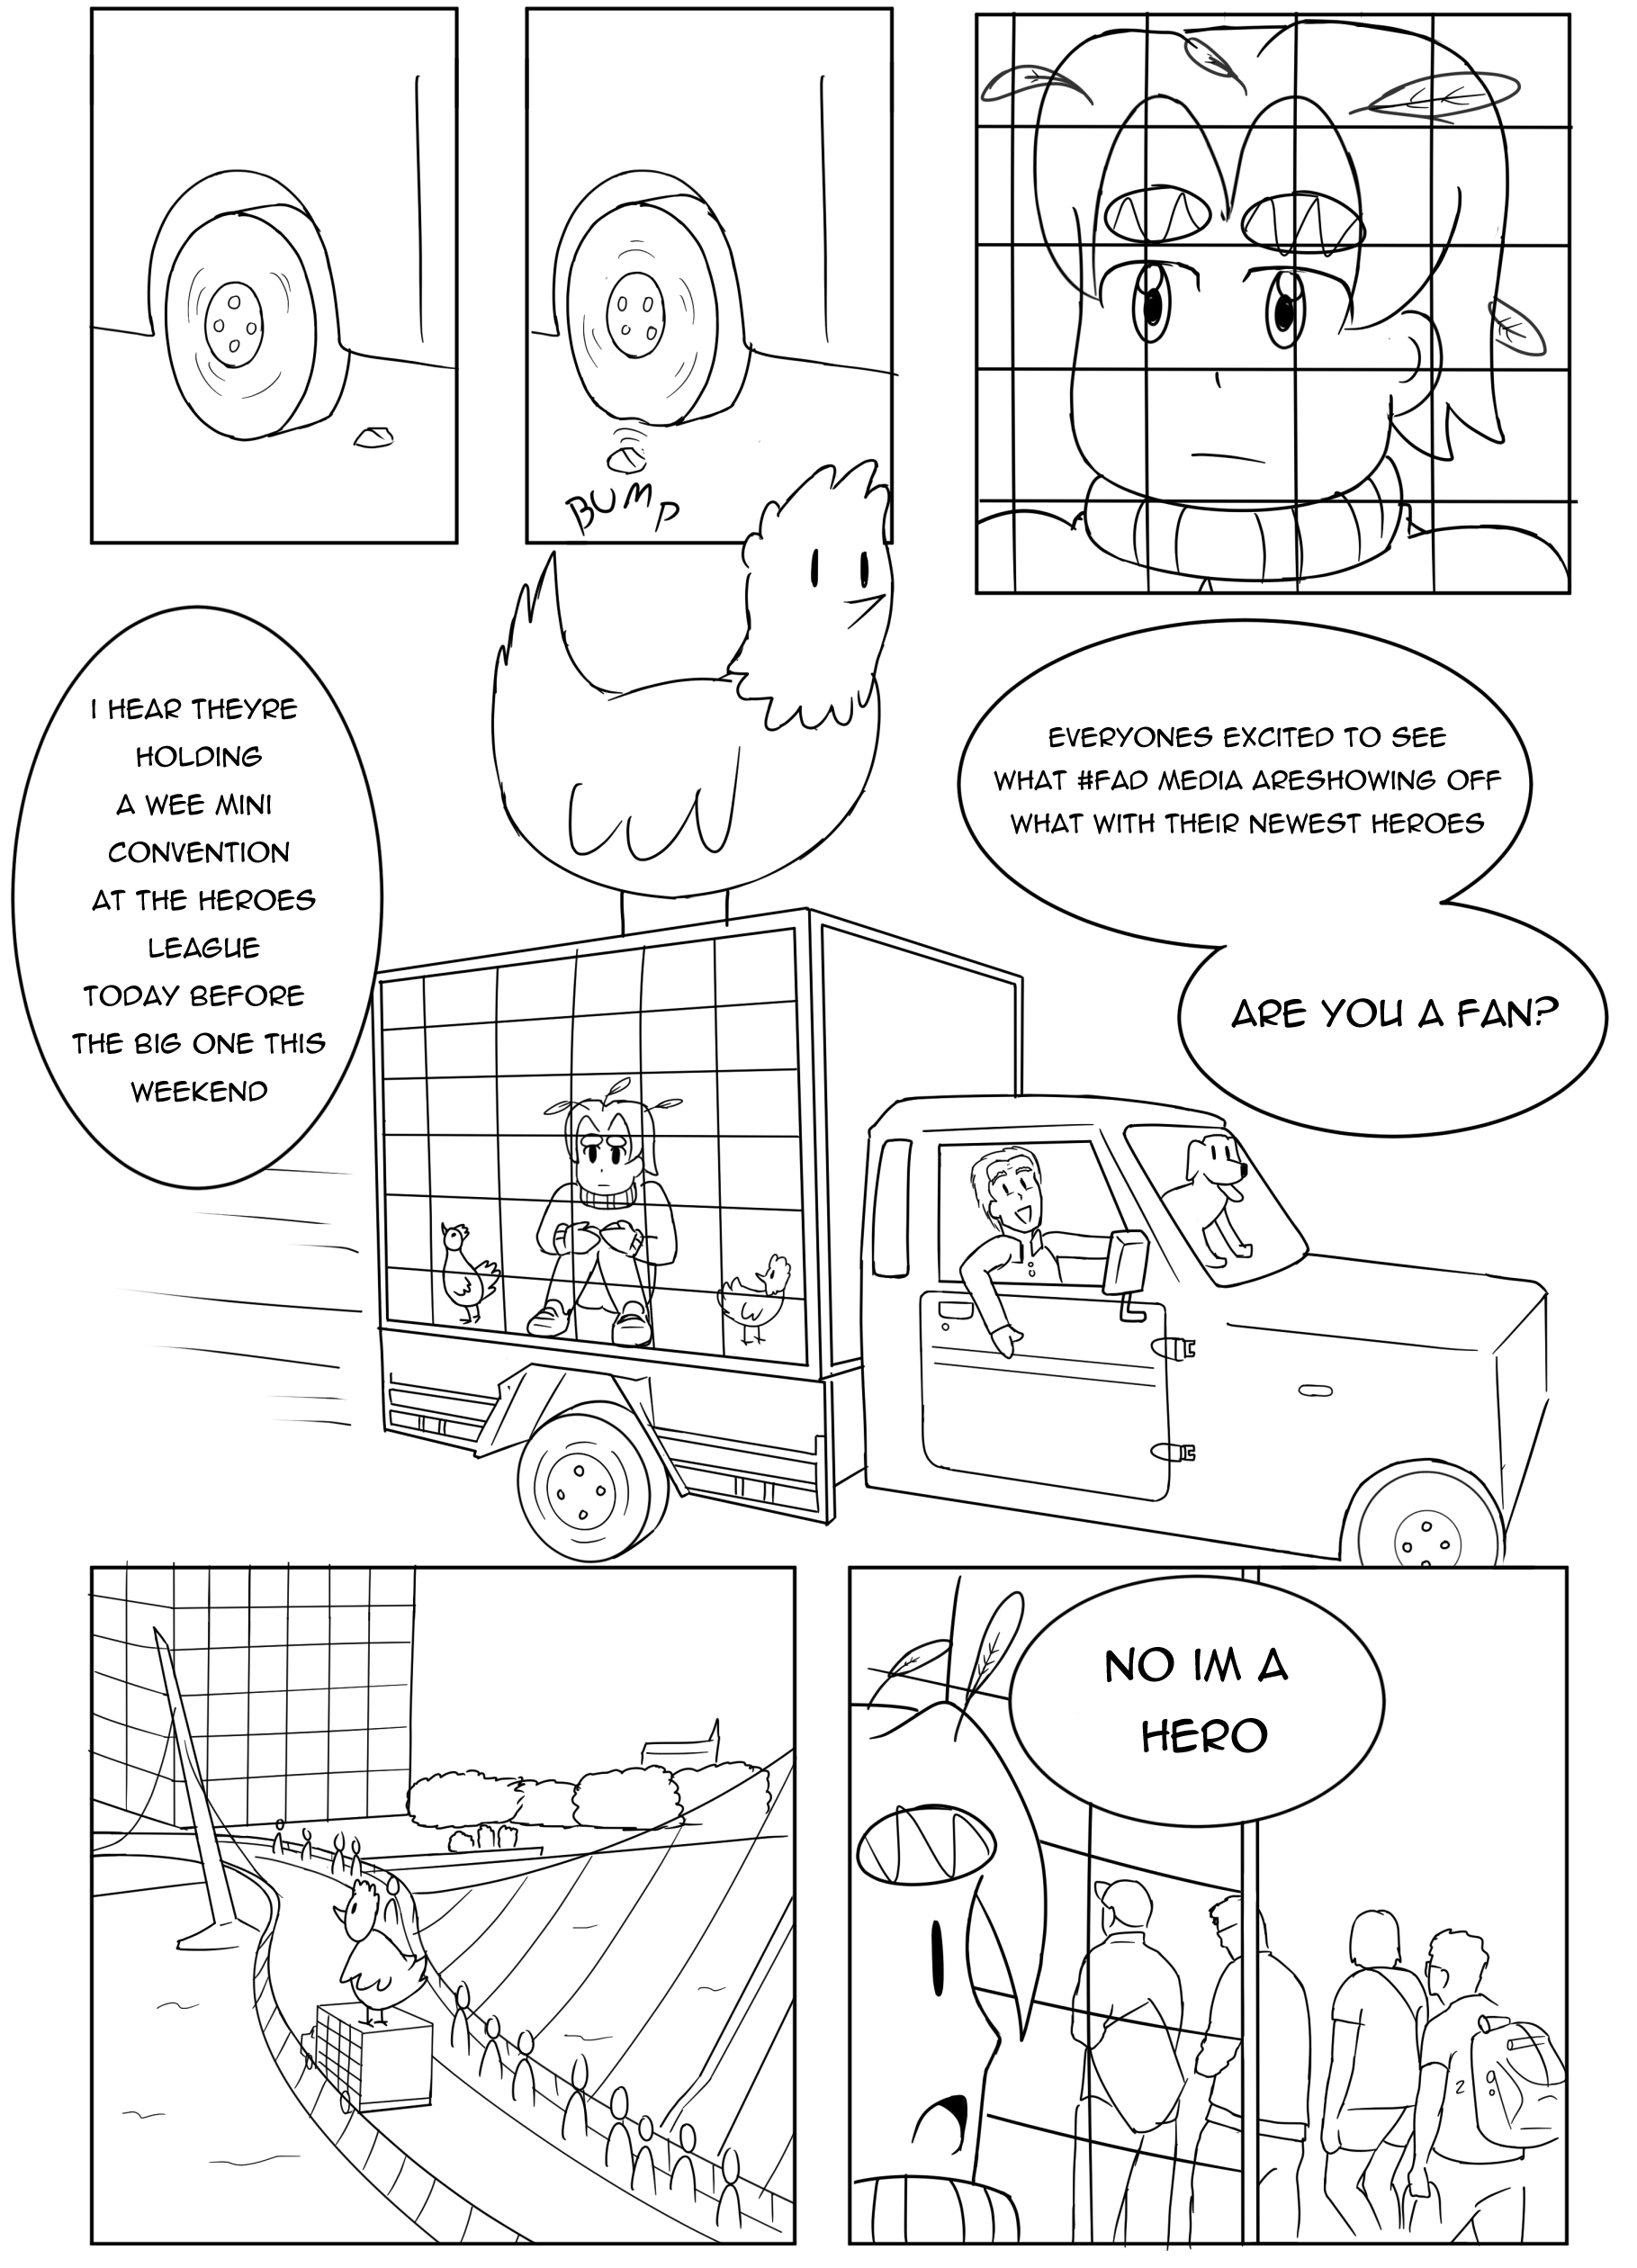 BUMP
I HEAR THEYRE
HOLDING
A WEE MINI
CONVENTION
AT THE HEROES
LEAGUE
TODAY BEFORE
THE BIG ONE THIS
WEEKEND
EVERYONES EXCITED TO SEE
WHAT #FAD MEDIA ARESHOWING OFF
WHAT WITH THEIR NEWEST HEROES
ARE YOU A FAN?
NO IM A
HERO